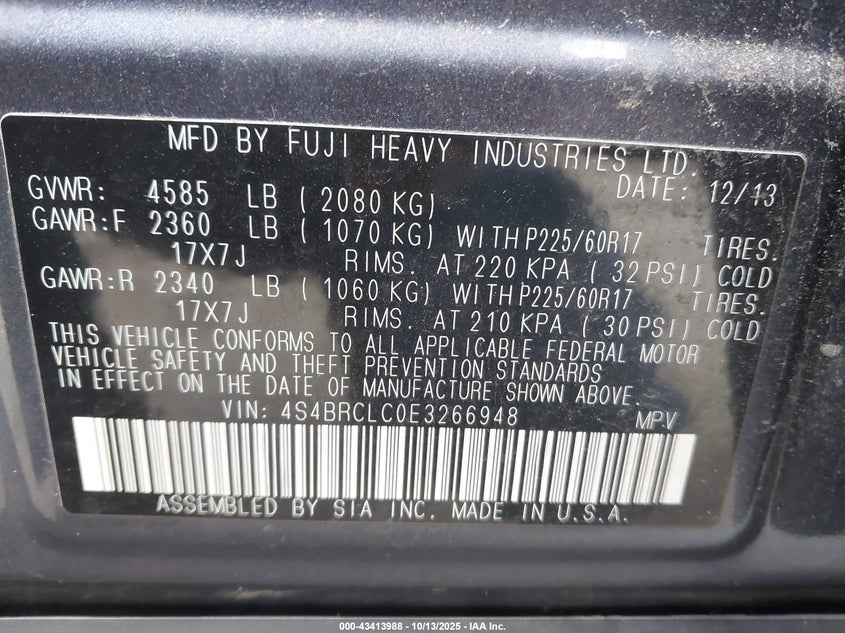 MFD BY FUJI HEAVY INDUSTRIES LTD.
DATE: 12/13
GVWR: 4585 LB ( 2080 KG)
GAWR:F 2360 LB ( 1070 KG) WITH P225/60R17 TIRES.
17X7J RIMS. AT 220 KPA ( 32 PSI) COLD
GAWR:R 2340 LB ( 1060 KG) WITH P225/60R17 TIRES.
17X7J RIMS. AT 210 KPA ( 30 PSI) COLD
THIS VEHICLE CONFORMS TO ALL APPLICABLE FEDERAL MOTOR
VEHICLE SAFETY AND THEFT PREVENTION STANDARDS
IN EFFECT ON THE DATE OF MANUFACTURE SHOWN ABOVE.
VIN: 4S4BRCLC0E3266948 MPV
ASSEMBLED BY SIA INC. MADE IN U.S.A.
000-43413988 - 10/13/2025 - IAA Inc.